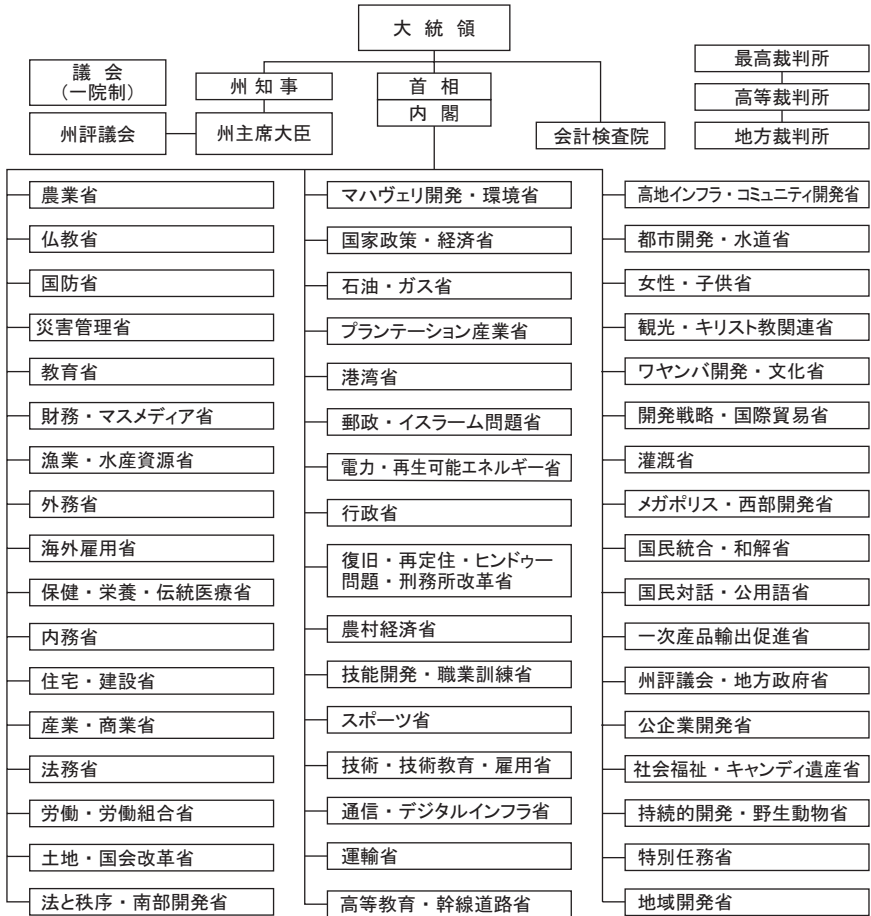 大統領
議会
(一院制)
州知事
首相
内閣
州評議会
州主席大臣
会計検査院
最高裁判所
高等裁判所
地方裁判所
農業省
仏教省
国防省
災害管理省
教育省
財務・マスメディア省
漁業・水産資源省
外務省
海外雇用省
保健・栄養・伝統医療省
内務省
住宅・建設省
産業・商業省
法務省
労働・労働組合省
土地・国会改革省
法と秩序・南部開発省
マハヴェリ開発・環境省
国家政策・経済省
石油・ガス省
プランテーション産業省
港湾省
郵政・イスラーム問題省
電力・再生可能エネルギー省
行政省
復旧・再定住・ヒンドゥー
問題・刑務所改革省
農村経済省
技能開発・職業訓練省
スポーツ省
技術・技術教育・雇用省
通信・デジタルインフラ省
運輸省
高等教育・幹線道路省
高地インフラ・コミュニティ開発省
都市開発・水道省
女性・子供省
観光・キリスト教関連省
ワヤンバ開発・文化省
開発戦略・国際貿易省
灌漑省
メガポリス・西部開発省
国民統合・和解省
国民対話・公用語省
一次産品輸出促進省
州評議会・地方政府省
公企業開発省
社会福祉・キャンディ遺産省
持続的開発・野生動物省
特別任務省
地域開発省